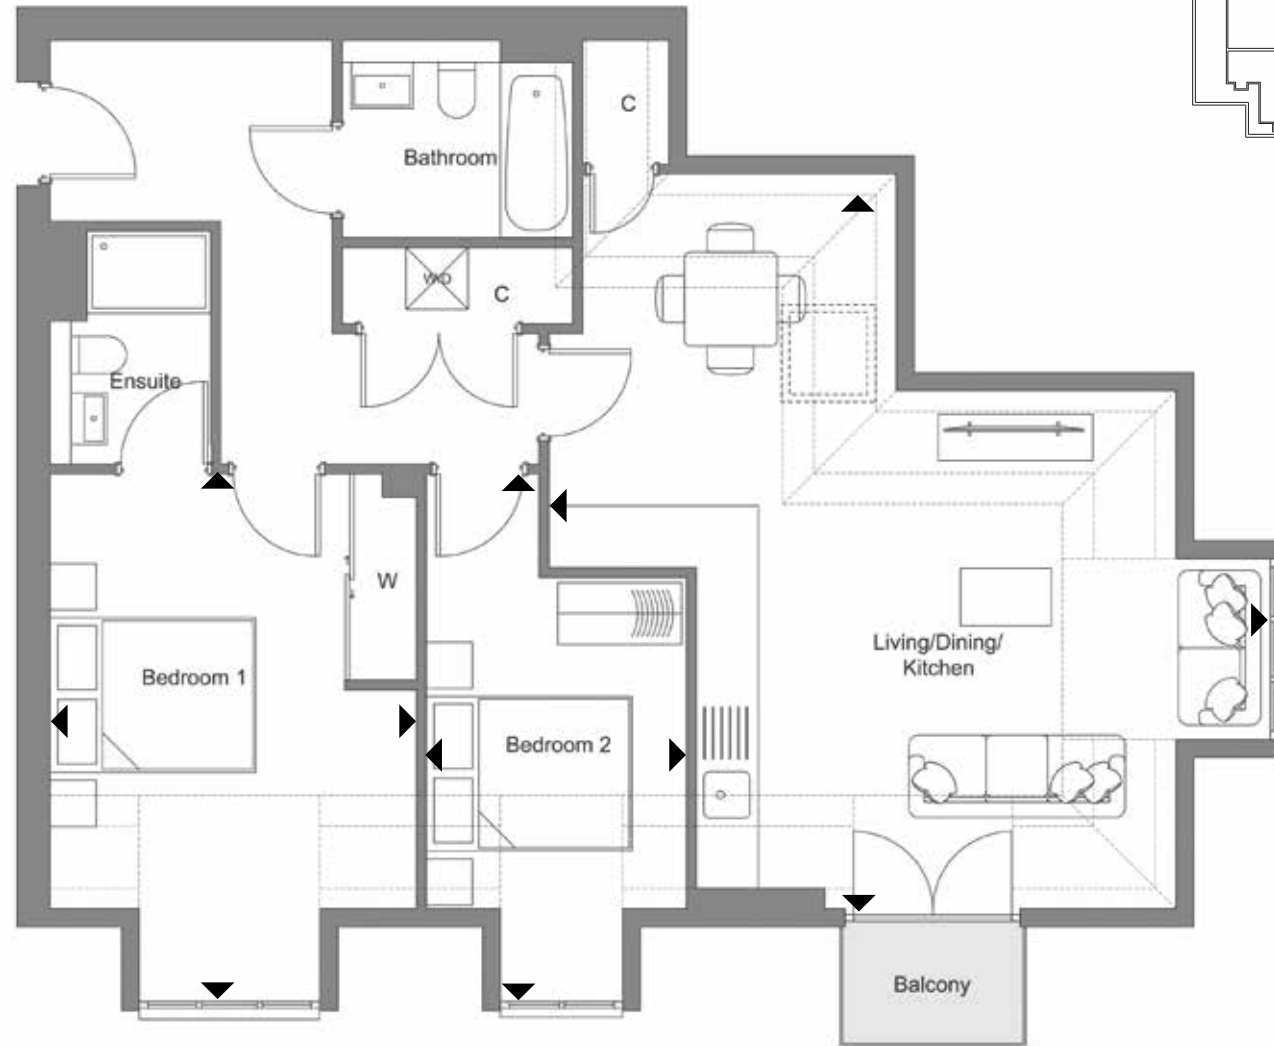 C
Bathroom
WD
C
Ensuite
W
Living/Dining/
Kitchen
Bedroom 1
Bedroom 2
Balcony